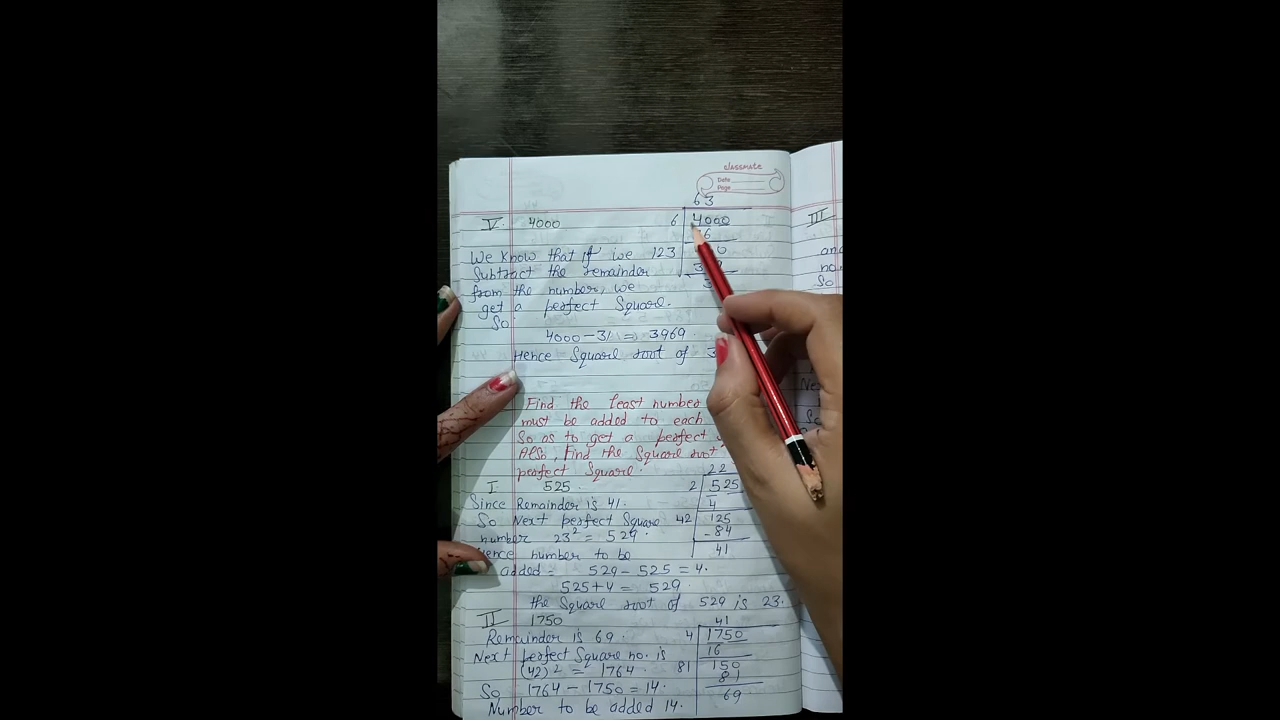 classmate
Date
Page
63
V. 4000
6 4000
36
We know that if we 123
Subtract the remainder
from the number, we
get a perfect Square.
So
4000 - 31 = 3969.
Hence Square root of
Find the least number
must be added to each
So as to get a perfect
Also, Find the Square root
perfect Square.
22
I. 525.
2 525
4
Since Remainder is 41.
So Next perfect Square 42 125
number 23² = 529. -84
Hence number to be 41
added = 529 - 525 = 4.
525+4 = 529.
the Square root of 529 is 23.
II 1750 41
Remainder is 69. 4 1750
16
Next perfect Square no. is
81 150
(42)² = 1764. 81
So 1764 - 1750 = 14. 69
Number to be added 14.
III
and
no.
So